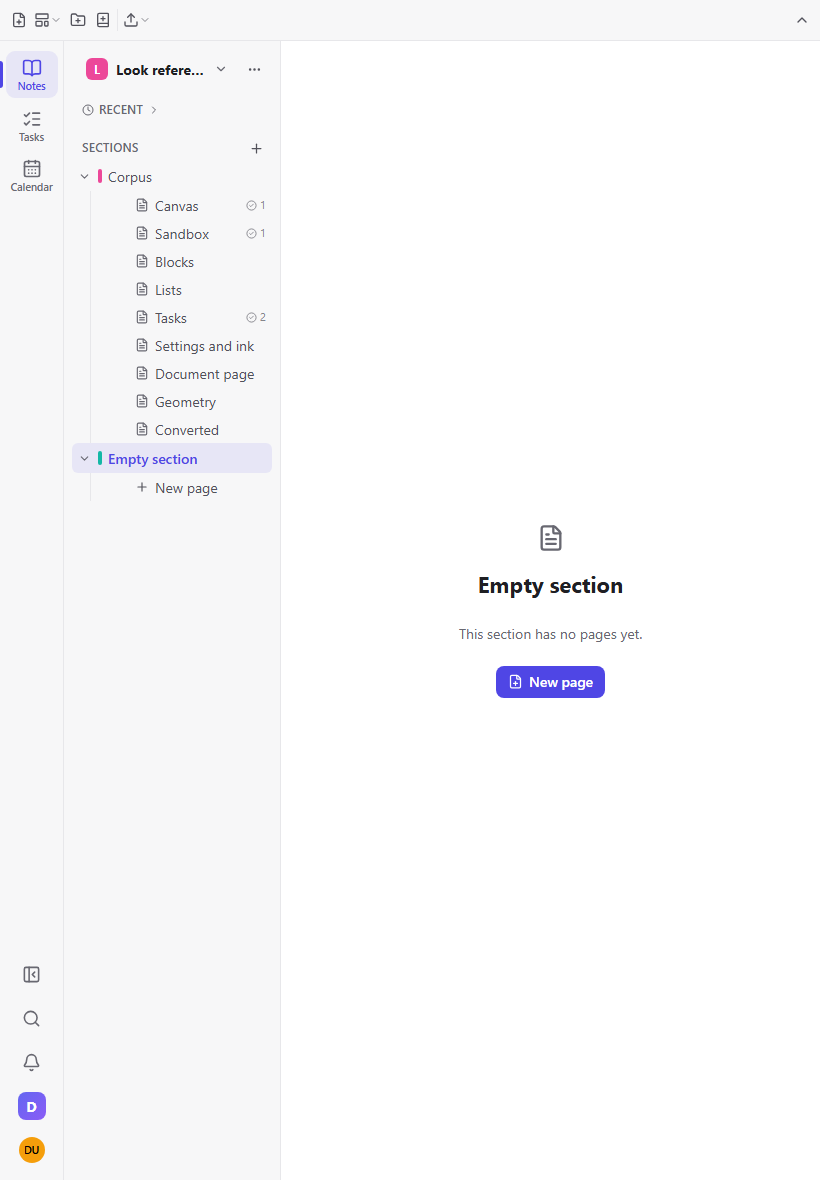 Notes
Tasks
Calendar
L Look refere...
RECENT
SECTIONS
Corpus
Canvas 1
Sandbox 1
Blocks
Lists
Tasks 2
Settings and ink
Document page
Geometry
Converted
Empty section
New page
Empty section
This section has no pages yet.
New page
D
DU